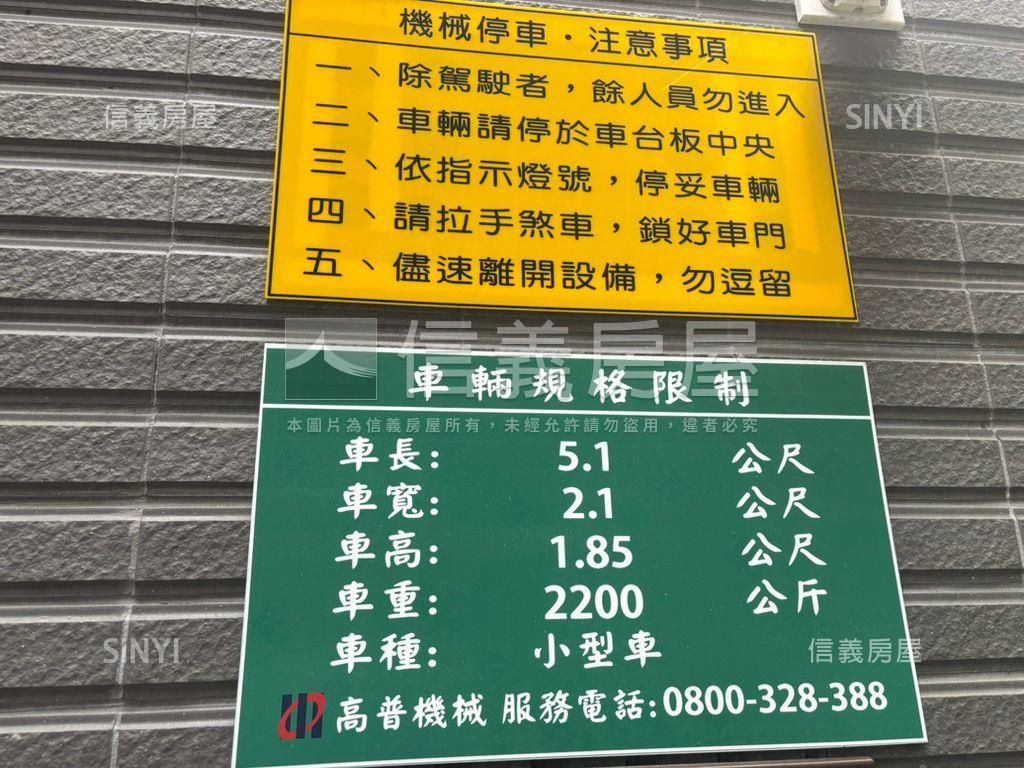 機械停車·注意事項
一、除駕駛者，餘人員勿進入
二、車輛請停於車台板中央
三、依指示燈號，停妥車輛
四、請拉手煞車，鎖好車門
五、儘速離開設備，勿逗留
信義房屋
SINYI
信義房屋
車輛規格限制
本圖片為信義房屋所有，未經允許請勿盜用，違者必究
車長: 5.1 公尺
車寬: 2.1 公尺
車高: 1.85 公尺
車重: 2200 公斤
車種: 小型車
SINYI
信義房屋
高普機械 服務電話:0800-328-388